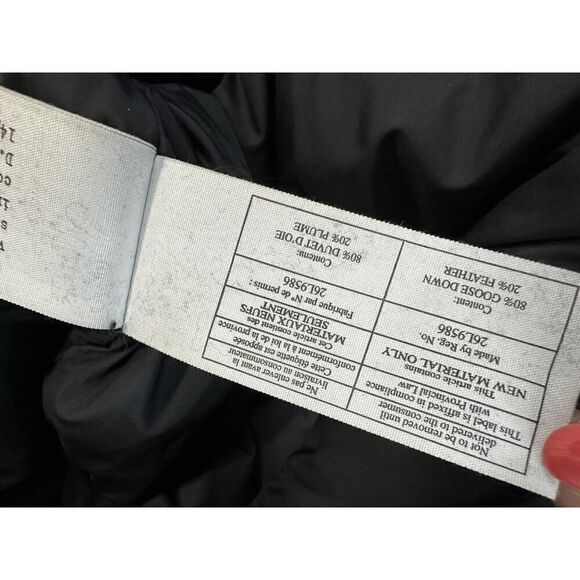 Not to be removed until
delivered to the consumer
This label is affixed in compliance
with Provincial Law
This article contains
NEW MATERIAL ONLY
Made by Reg. No.
26L9586
Content:
80% GOOSE DOWN
20% FEATHER
Ne pas enlever avant la
livraison au consommateur
Cette étiquette est apposée
conformément à la loi de la province
Cet article contient des
MATERIAUX NEUFS
SEULEMENT
Fabrique par N° de permis :
26L9586
Contenu:
80% DUVET D'OIE
20% PLUME